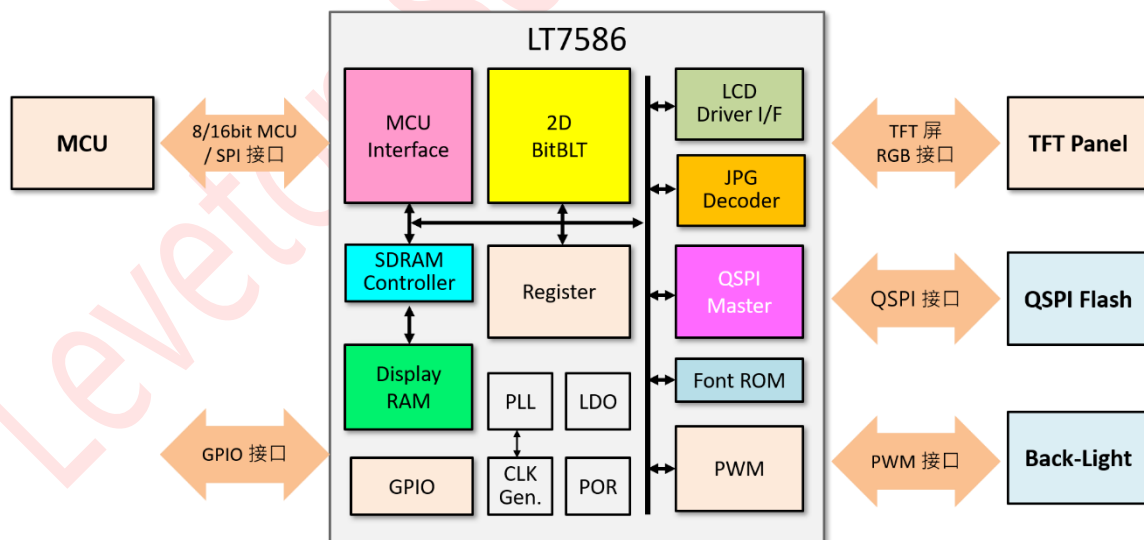 LT7586
MCU
8/16bit MCU
/ SPI 接口
MCU
Interface
2D
BitBLT
LCD
Driver I/F
TFT 屏
RGB 接口
TFT Panel
JPG
Decoder
SDRAM
Controller
Register
QSPI
Master
QSPI 接口
QSPI Flash
Display
RAM
PLL
LDO
Font ROM
GPIO 接口
GPIO
CLK
Gen.
POR
PWM
PWM 接口
Back-Light